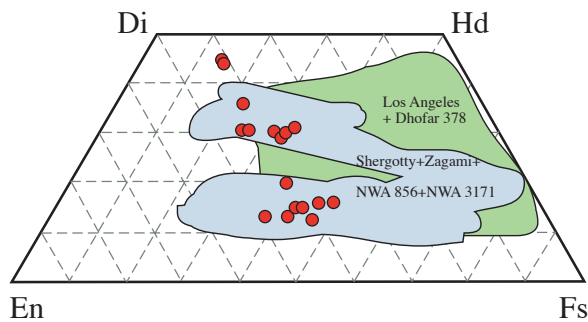 Di
Hd
Los Angeles
+ Dhofar 378
Shergotty+Zagami+
NWA 856+NWA 3171
En
Fs